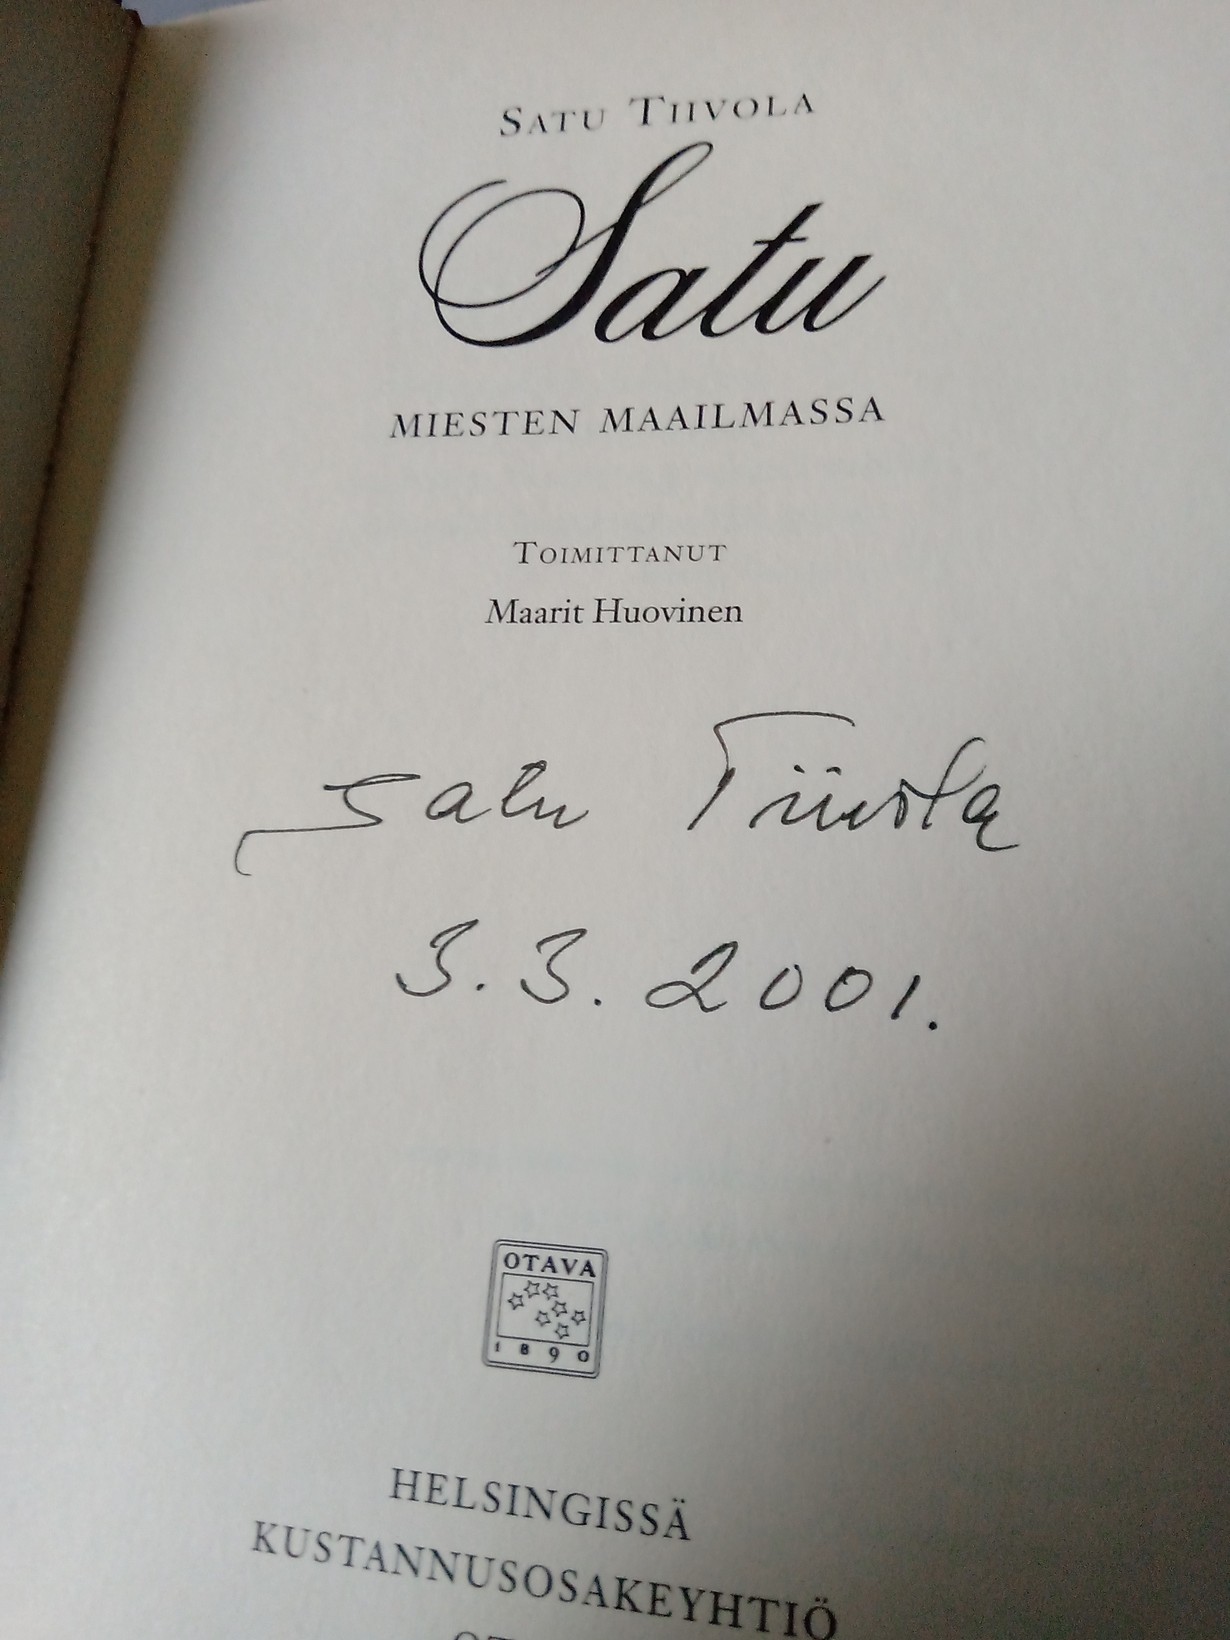 SATU TIIVOLA
Satu
MIESTEN MAAILMASSA
TOIMITTANUT
Maarit Huovinen
Satu Tiivola
3.3.2001.
OTAVA
1890
HELSINGISSÄ
KUSTANNUSOSAKEYHTIÖ